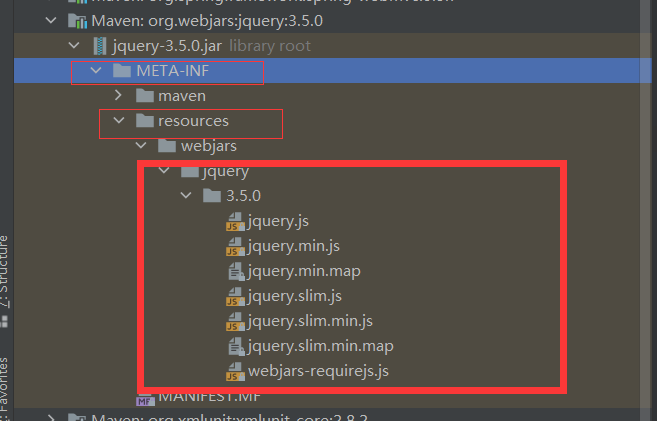 Maven: org.webjars:jquery:3.5.0
jquery-3.5.0.jar library root
META-INF
maven
resources
webjars
jquery
3.5.0
jquery.js
jquery.min.js
jquery.min.map
jquery.slim.js
jquery.slim.min.js
jquery.slim.min.map
webjars-requirejs.js
MANIFEST.MF
Maven: org.xmlunit:xmlunit-core:2.8.2
Z: Structure
Favorites